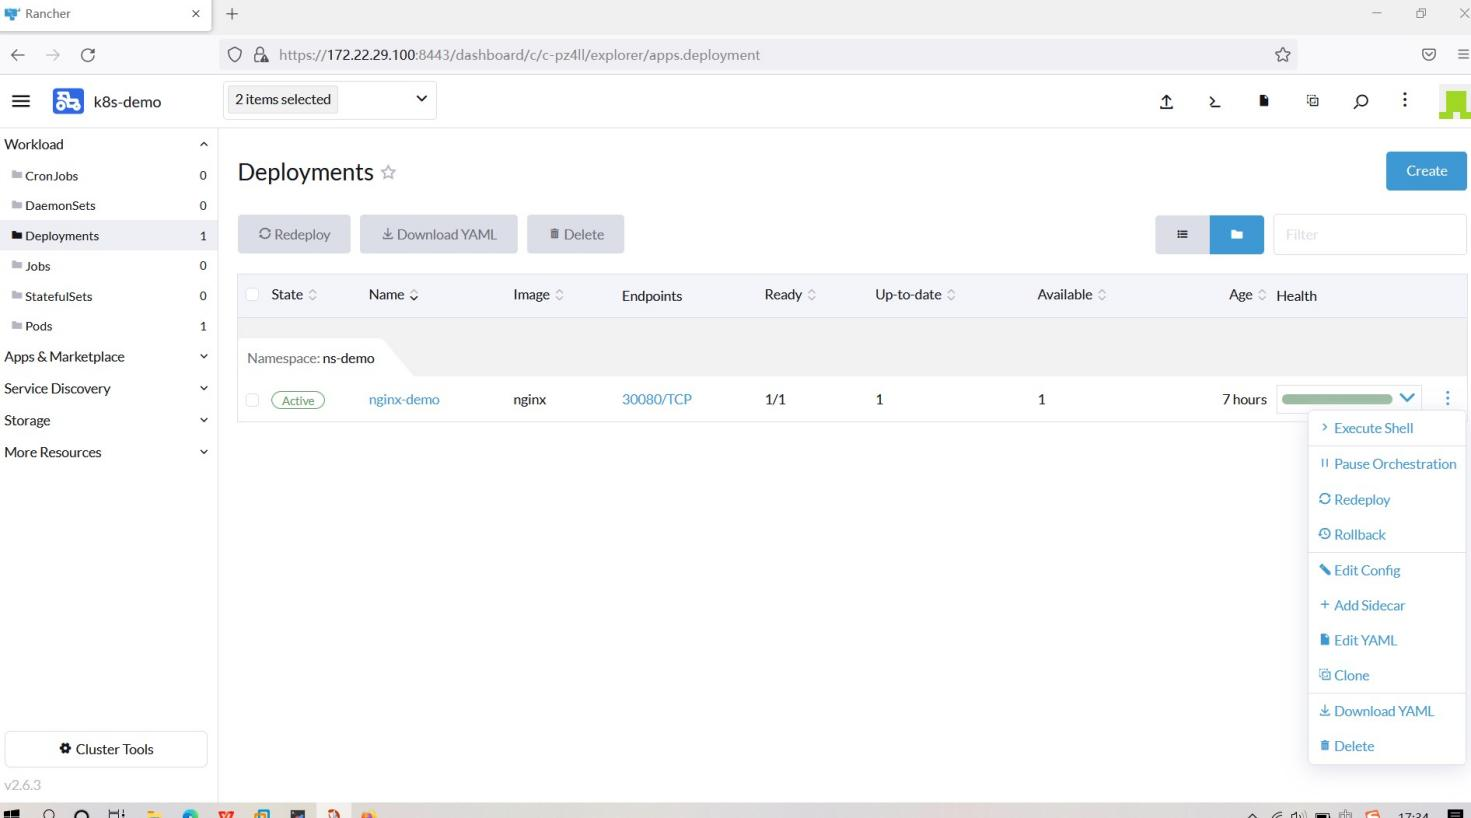 Rancher
https://172.22.29.100:8443/dashboard/c/c-pz4ll/explorer/apps.deployment
k8s-demo
2 items selected
Workload
CronJobs 0
DaemonSets 0
Deployments 1
Jobs 0
StatefulSets 0
Pods 1
Apps & Marketplace
Service Discovery
Storage
More Resources
Cluster Tools
v2.6.3
Deployments
Create
Redeploy Download YAML Delete
Filter
State Name Image Endpoints Ready Up-to-date Available Age Health
Namespace: ns-demo
Active nginx-demo nginx 30080/TCP 1/1 1 1 7 hours
Execute Shell
Pause Orchestration
Redeploy
Rollback
Edit Config
Add Sidecar
Edit YAML
Clone
Download YAML
Delete
17:34